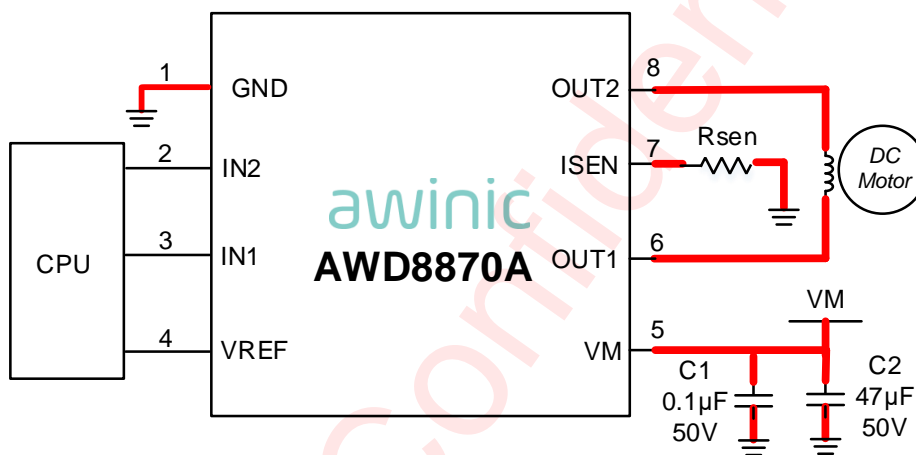 1
GND
2
IN2
3
IN1
4
VREF
CPU
awinic
AWD8870A
8
OUT2
7
ISEN
Rsen
6
OUT1
5
VM
DC
Motor
VM
C1
0.1µF
50V
C2
47µF
50V
Confiden